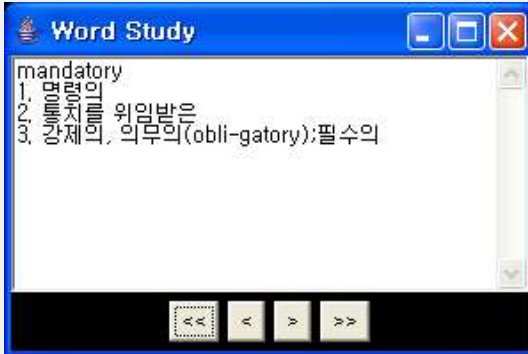 Word Study
mandatory
1. 명령의
2. 통치를 위임받은
3. 강제의, 의무의(obli-gatory);필수의
<< < > >>